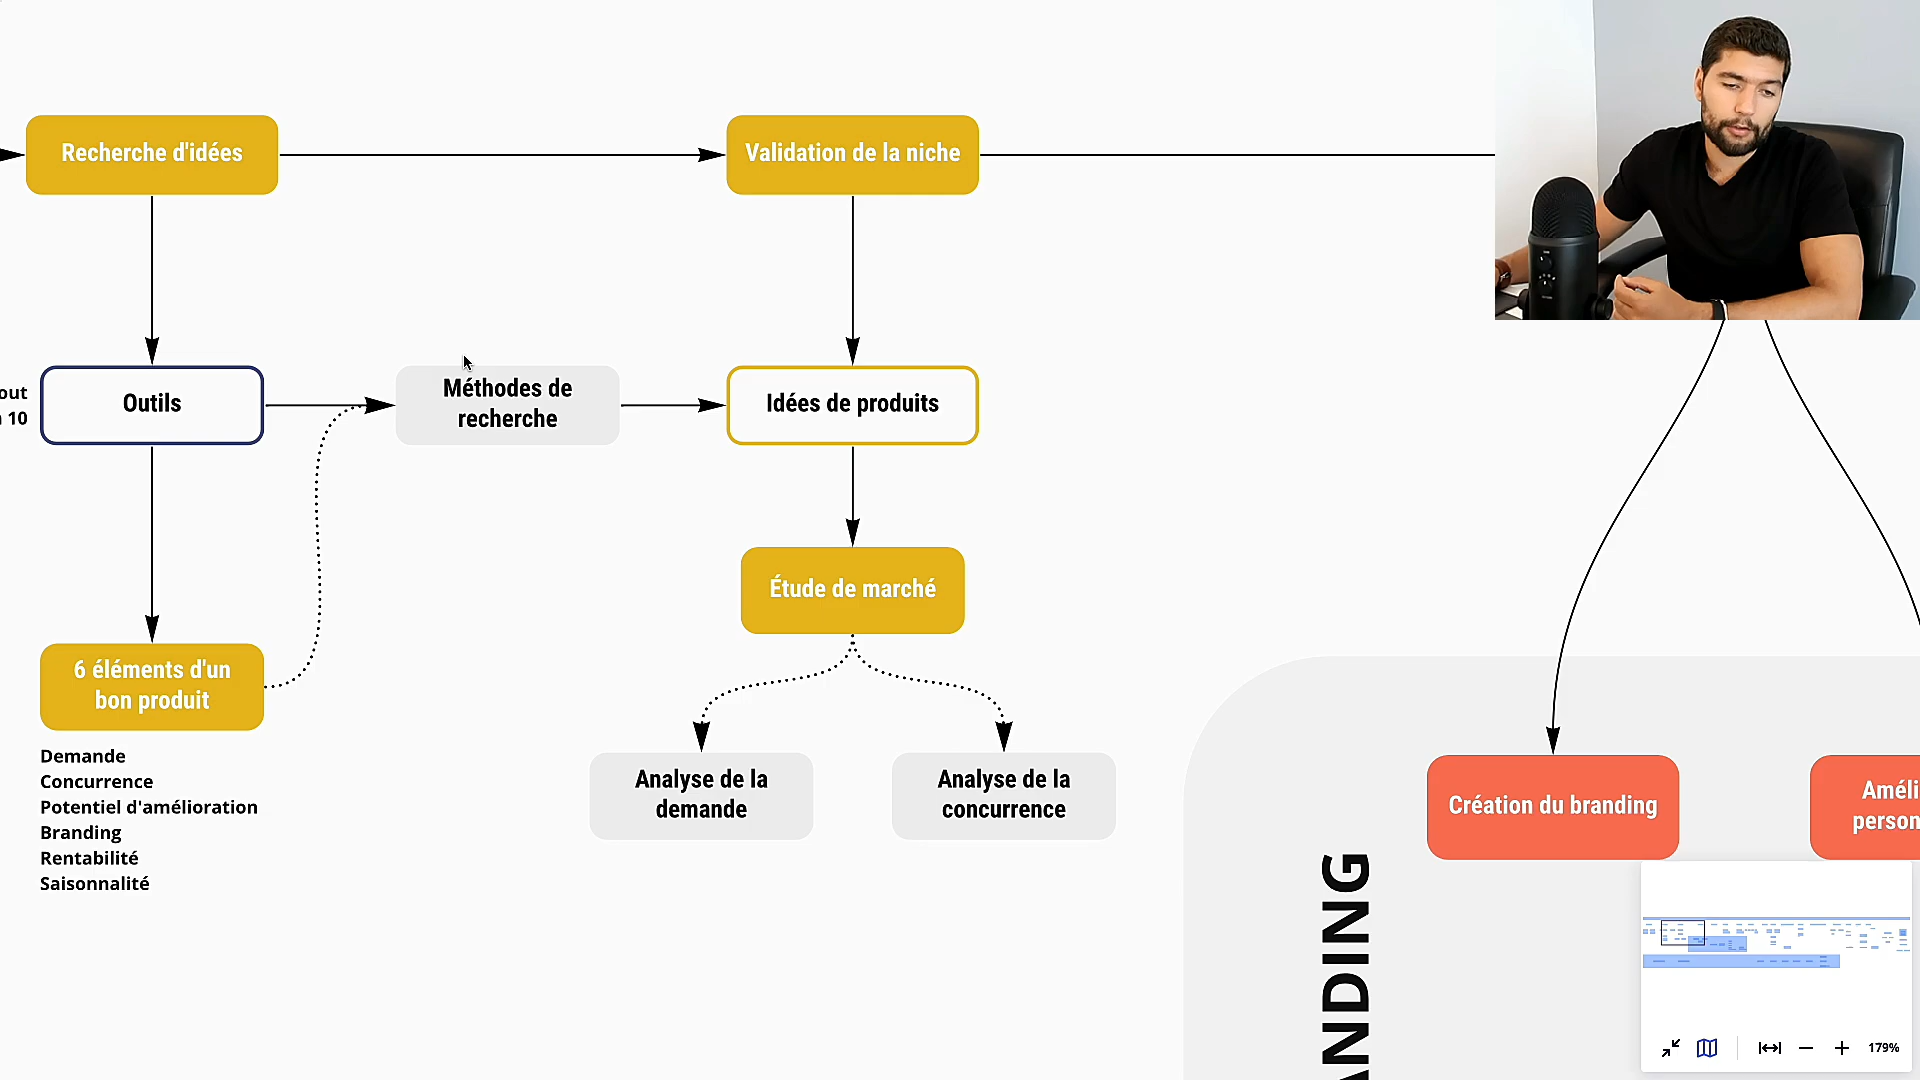 Recherche d'idées
Validation de la niche
out
10
Outils
Méthodes de
recherche
Idées de produits
Étude de marché
6 éléments d'un
bon produit
Demande
Concurrence
Potentiel d'amélioration
Branding
Rentabilité
Saisonnalité
Analyse de la
demande
Analyse de la
concurrence
Création du branding
Améli
person
ANDING
179%